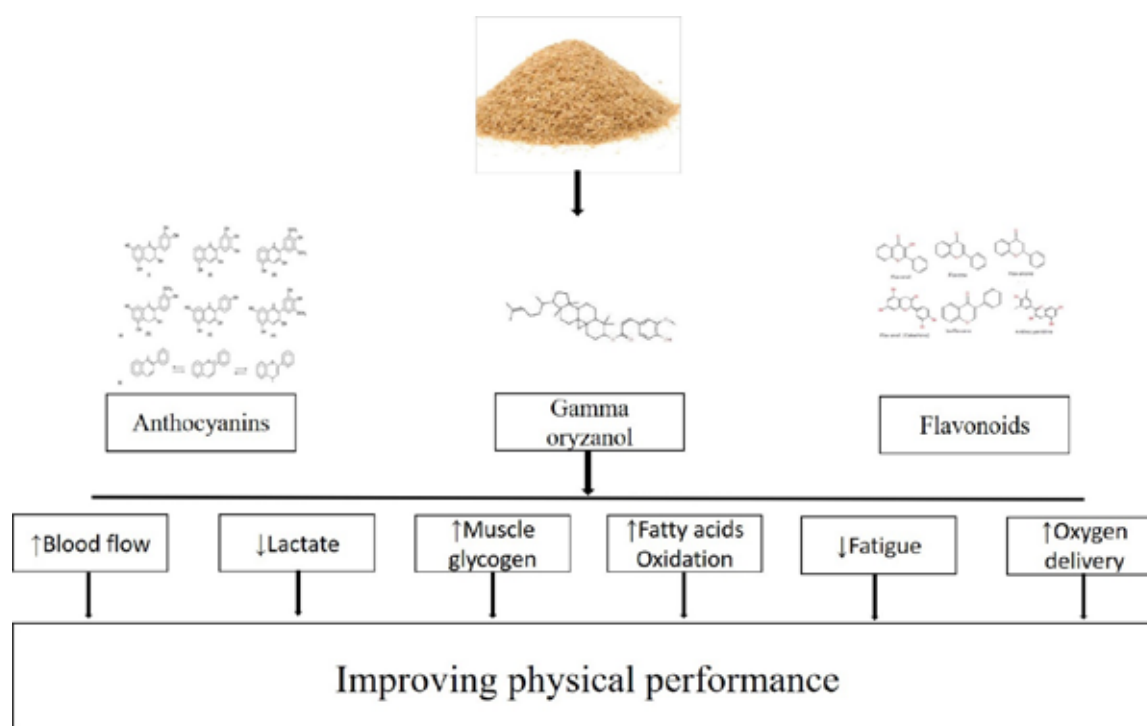 Anthocyanins
Gamma
oryzanol
Flavonoids
↑Blood flow
↓Lactate
↑Muscle
glycogen
↑Fatty acids
Oxidation
↓Fatigue
↑Oxygen
delivery
Improving physical performance